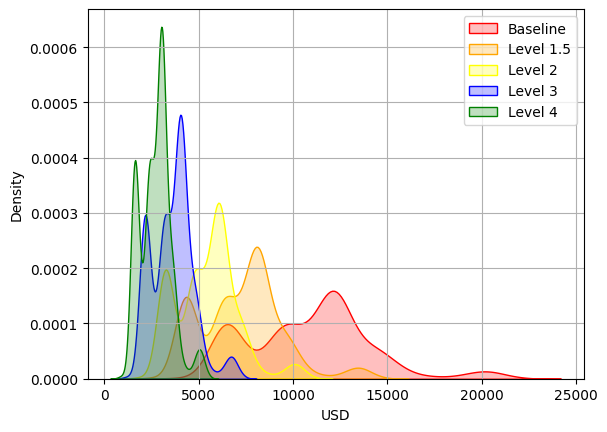 Baseline
Level 1.5
Level 2
Level 3
Level 4
0.0006
0.0005
0.0004
0.0003
0.0002
0.0001
0.0000
Density
0
5000
10000
15000
20000
25000
USD